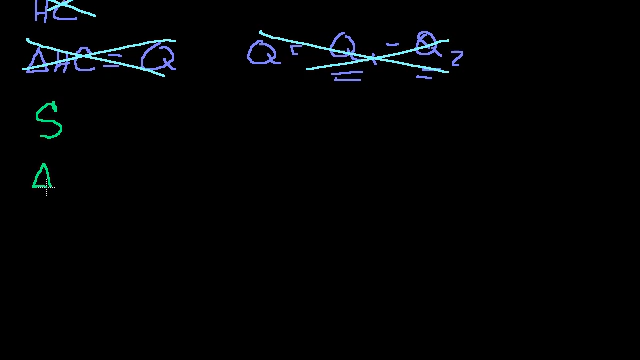 HC
ΔHC = Q Q = Q₁ - Q₂
S
Δ